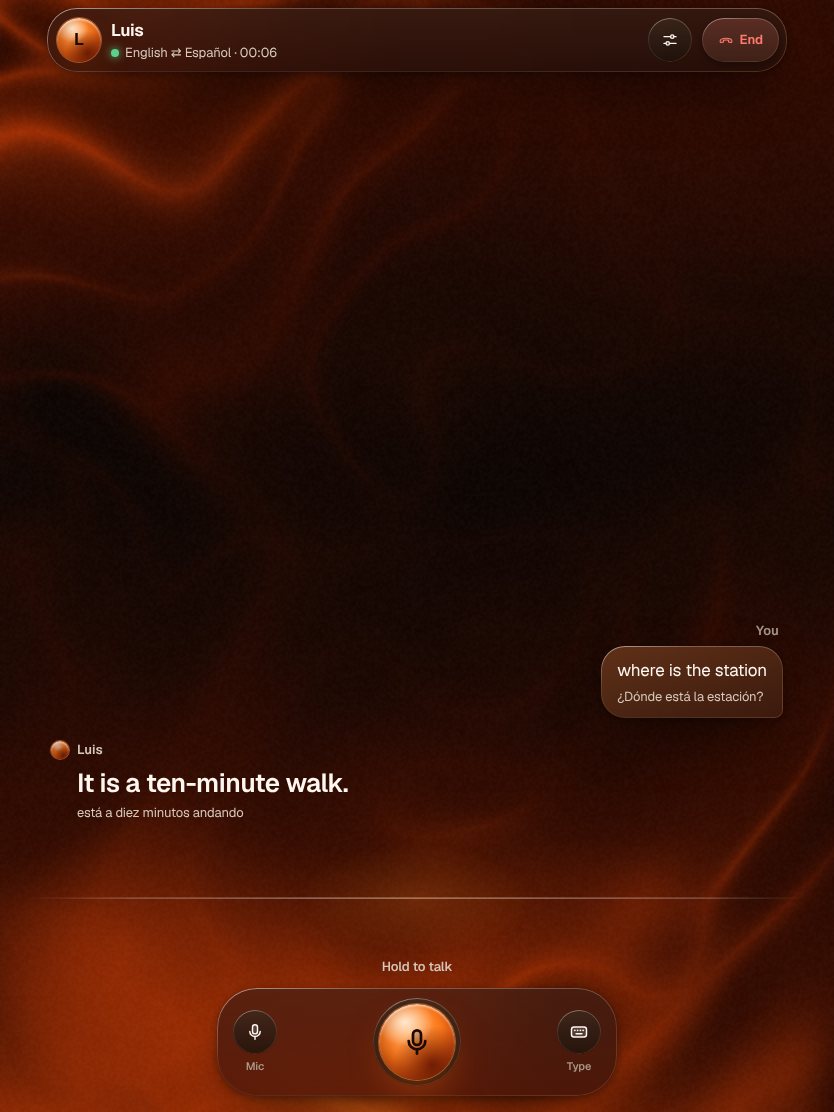 L
Luis
English ⇄ Español · 00:06
End
You
where is the station
¿Dónde está la estación?
Luis
It is a ten-minute walk.
está a diez minutos andando
Hold to talk
Mic
Type